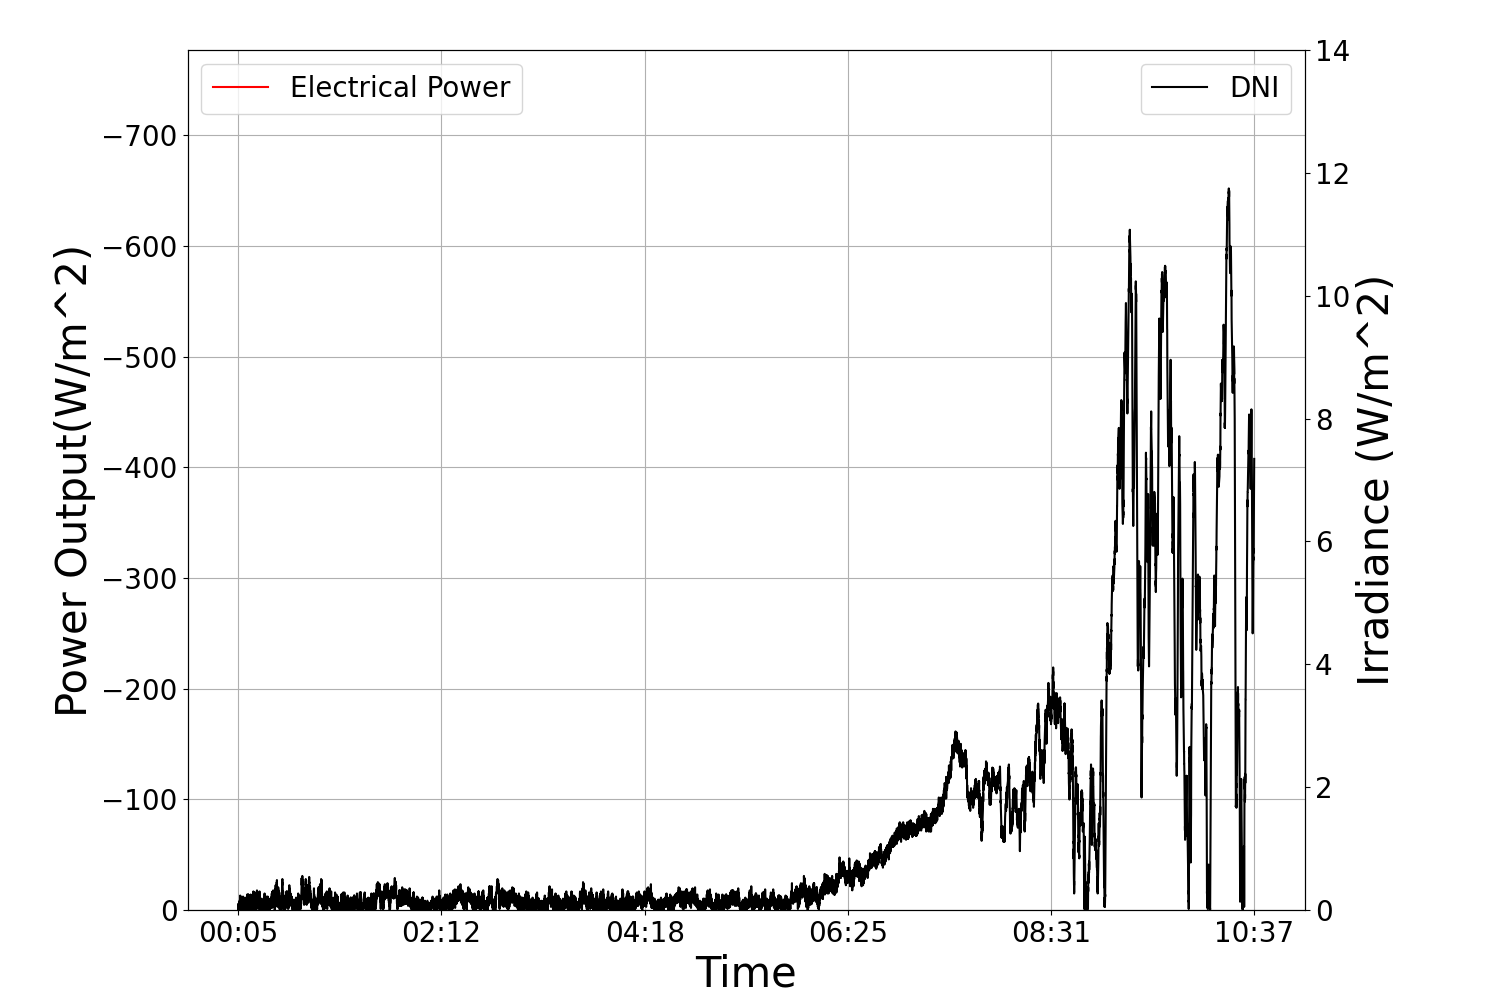 Electrical Power
DNI
Power Output(W/m^2)
−700
−600
−500
−400
−300
−200
−100
0
14
12
10
8
6
4
2
0
Irradiance (W/m^2)
00:05 02:12 04:18 06:25 08:31 10:37
Time